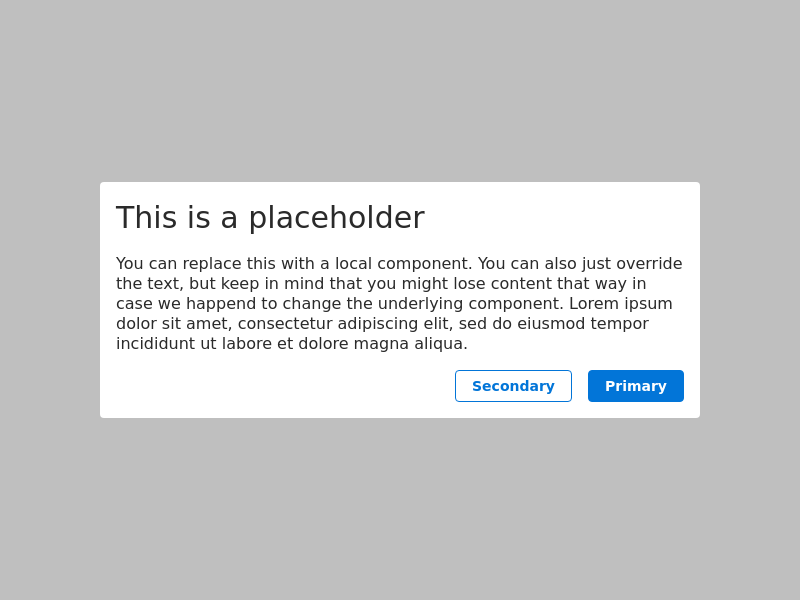 This is a placeholder
You can replace this with a local component. You can also just override
the text, but keep in mind that you might lose content that way in
case we happend to change the underlying component. Lorem ipsum
dolor sit amet, consectetur adipiscing elit, sed do eiusmod tempor
incididunt ut labore et dolore magna aliqua.
Secondary
Primary